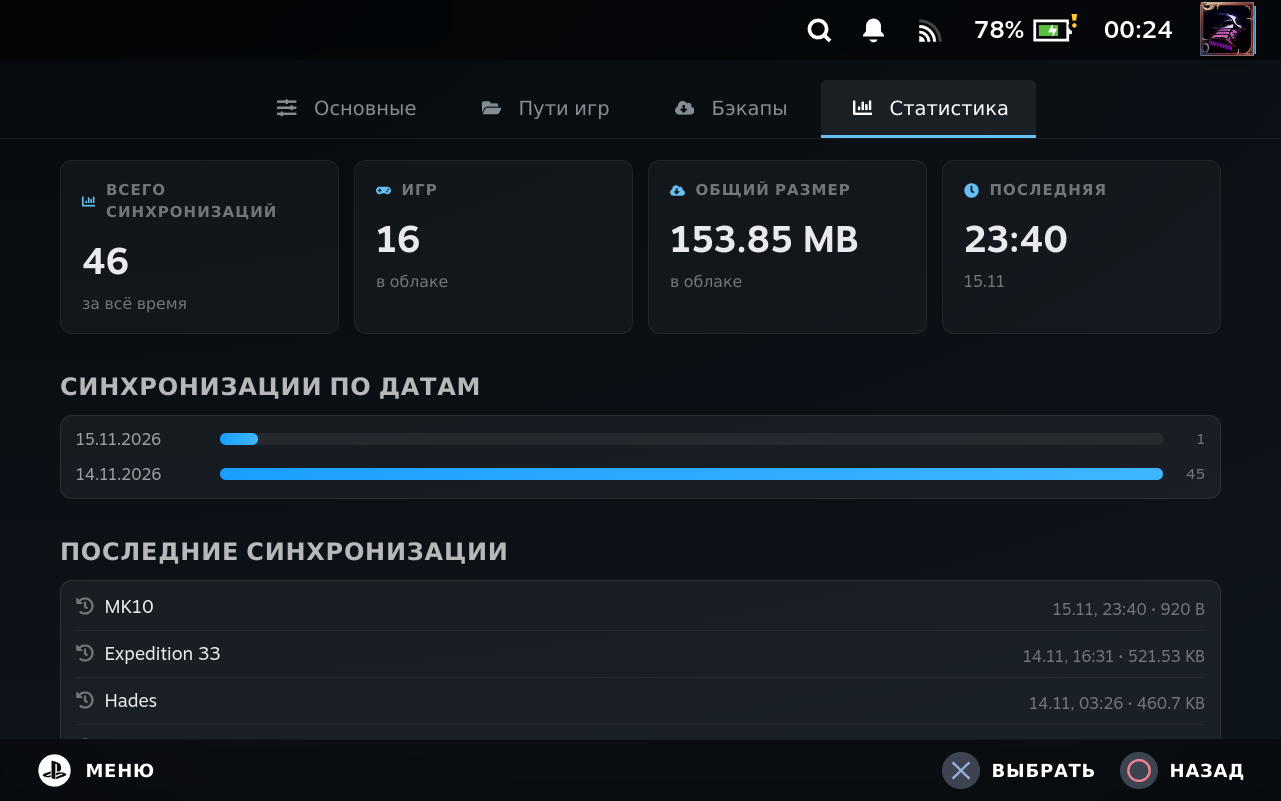 78%
00:24
Основные
Пути игр
Бэкапы
Статистика
ВСЕГО
СИНХРОНИЗАЦИЙ
46
за всё время
ИГР
16
в облаке
ОБЩИЙ РАЗМЕР
153.85 MB
в облаке
ПОСЛЕДНЯЯ
23:40
15.11
СИНХРОНИЗАЦИИ ПО ДАТАМ
15.11.2026 1
14.11.2026 45
ПОСЛЕДНИЕ СИНХРОНИЗАЦИИ
MK10 15.11, 23:40 • 920 B
Expedition 33 14.11, 16:31 • 521.53 KB
Hades 14.11, 03:26 • 460.7 KB
МЕНЮ
ВЫБРАТЬ
НАЗАД